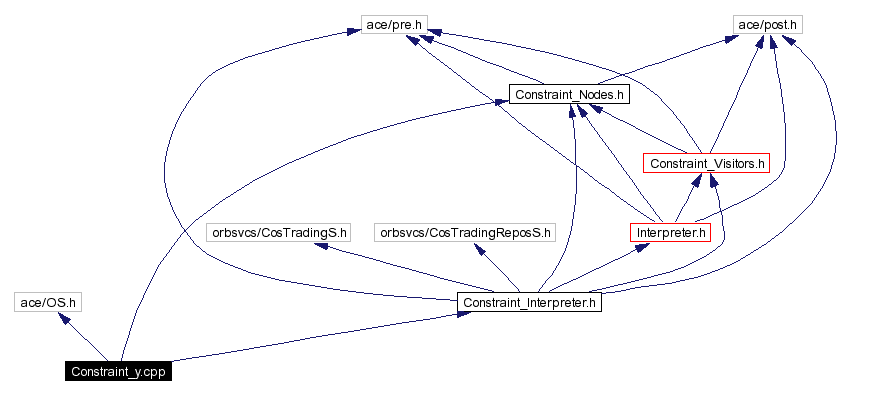 ace/pre.h
ace/post.h
Constraint_Nodes.h
Constraint_Visitors.h
orbsvcs/CosTradingS.h
orbsvcs/CosTradingReposS.h
Interpreter.h
ace/OS.h
Constraint_Interpreter.h
Constraint_y.cpp